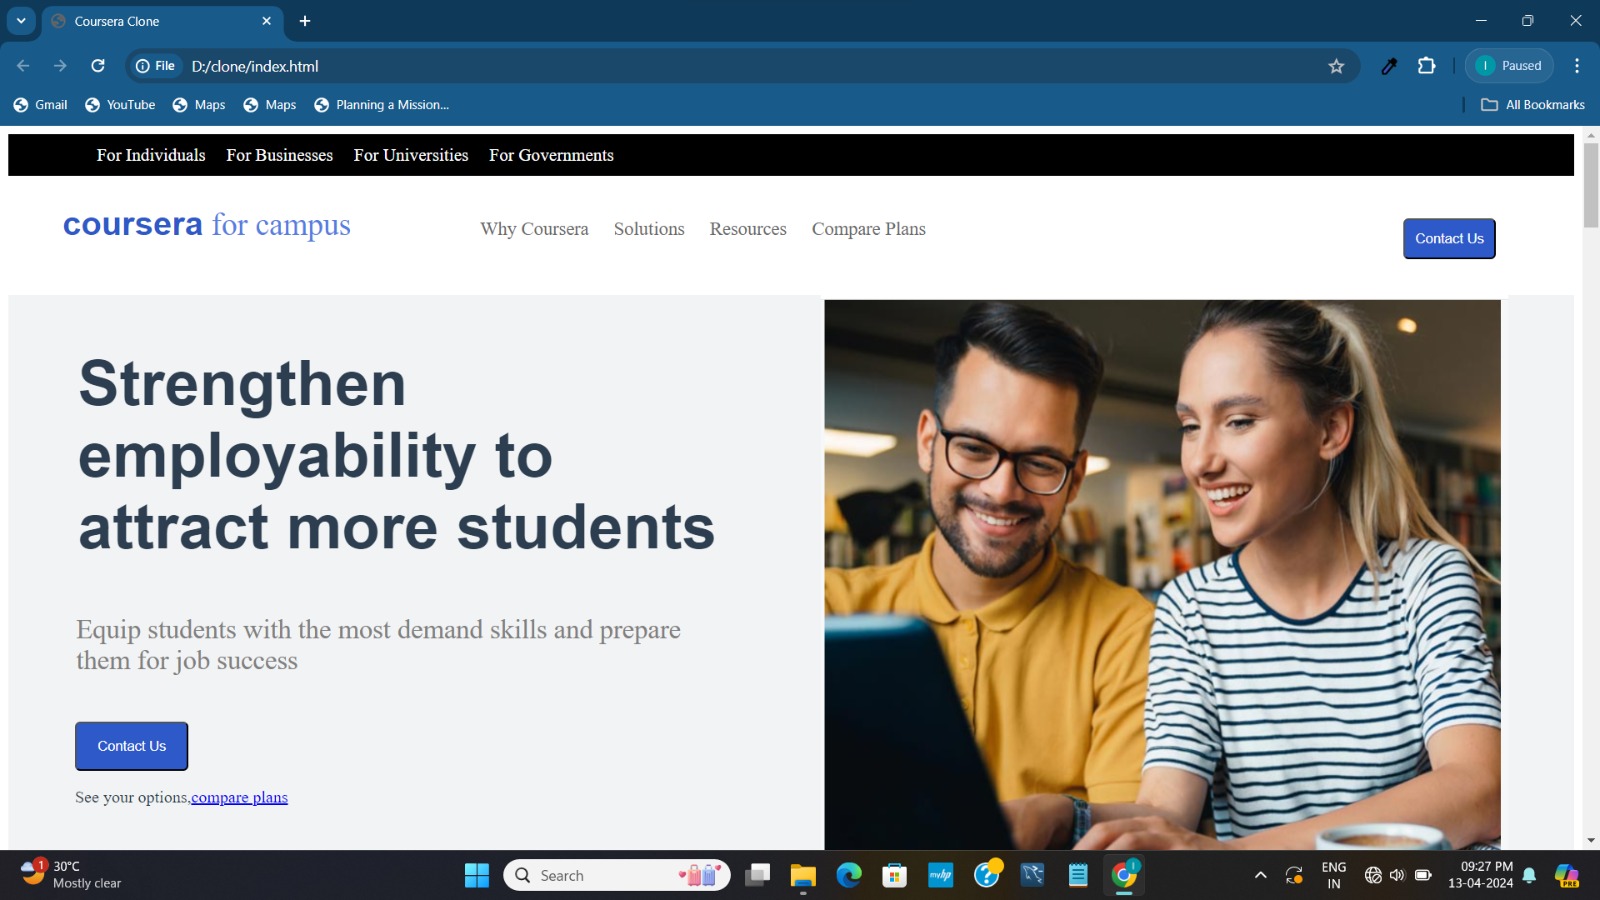 Coursera Clone
File D:/clone/index.html
Paused
Gmail YouTube Maps Maps Planning a Mission...
All Bookmarks
For Individuals For Businesses For Universities For Governments
coursera for campus
Why Coursera Solutions Resources Compare Plans
Contact Us
Strengthen
employability to
attract more students
Equip students with the most demand skills and prepare
them for job success
Contact Us
See your options,compare plans
1
30°C
Mostly clear
Search
myhp
ENG
IN
09:27 PM
13-04-2024
PRE